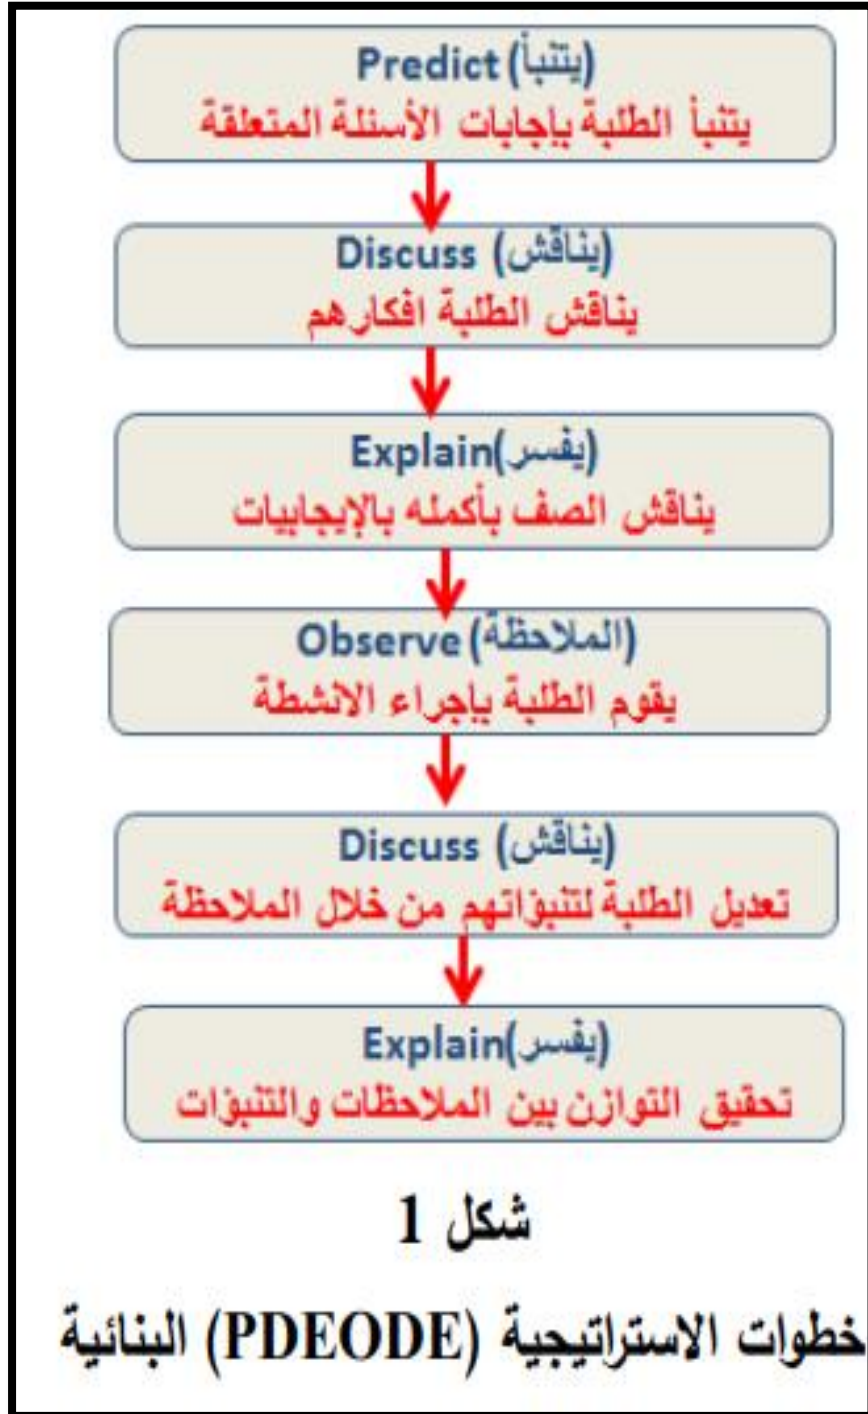 Predict (يتنبأ)
يتنبأ الطلبة بإجابات الأسئلة المتعلقة
Discuss (يناقش)
يناقش الطلبة افكارهم
Explain(يفسر)
يناقش الصف بأكمله بالإيجابيات
Observe (الملاحظة)
يقوم الطلبة بإجراء الانشطة
Discuss (يناقش)
تعديل الطلبة لتنبؤاتهم من خلال الملاحظة
Explain(يفسر)
تحقيق التوازن بين الملاحظات والتنبؤات
شكل 1
خطوات الاستراتيجية (PDEODE) البنائية